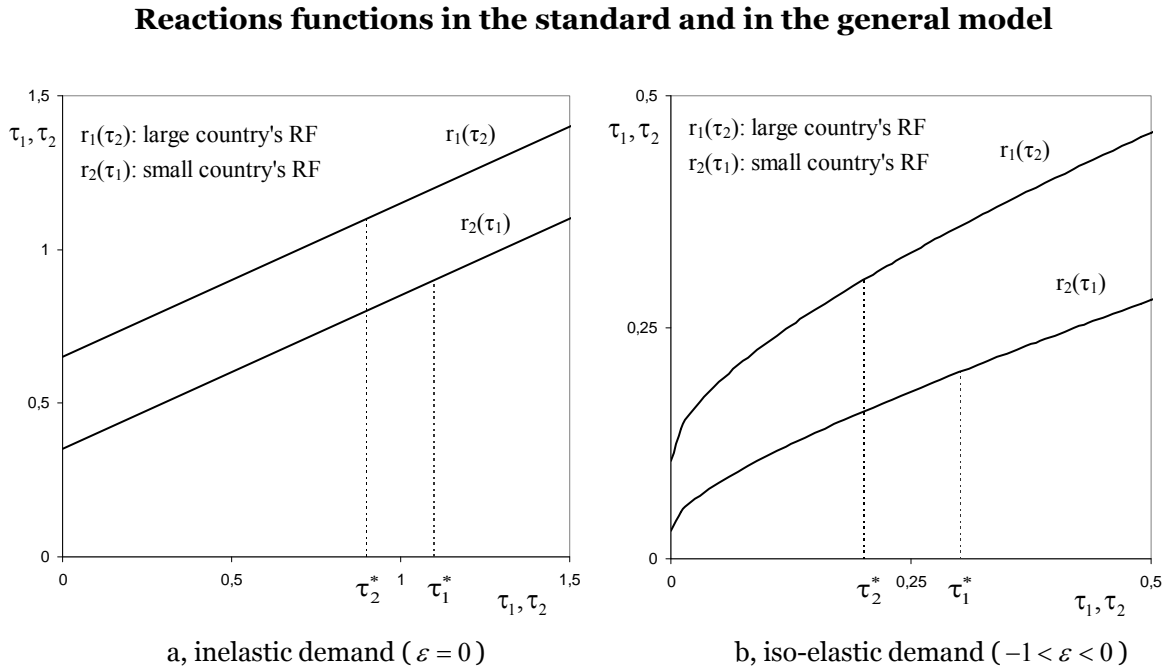 Reactions functions in the standard and in the general model
1,5
τ₁, τ₂
r₁(τ₂): large country's RF
r₂(τ₁): small country's RF
r₁(τ₂)
r₂(τ₁)
1
0,5
0
0
0,5
τ₂*
1
τ₁*
1,5
τ₁, τ₂
a, inelastic demand ( ε = 0 )
0,5
τ₁, τ₂
r₁(τ₂): large country's RF
r₂(τ₁): small country's RF
r₁(τ₂)
r₂(τ₁)
0,25
0
0
τ₂*
0,25
τ₁*
0,5
τ₁, τ₂
b, iso-elastic demand ( −1 < ε < 0 )